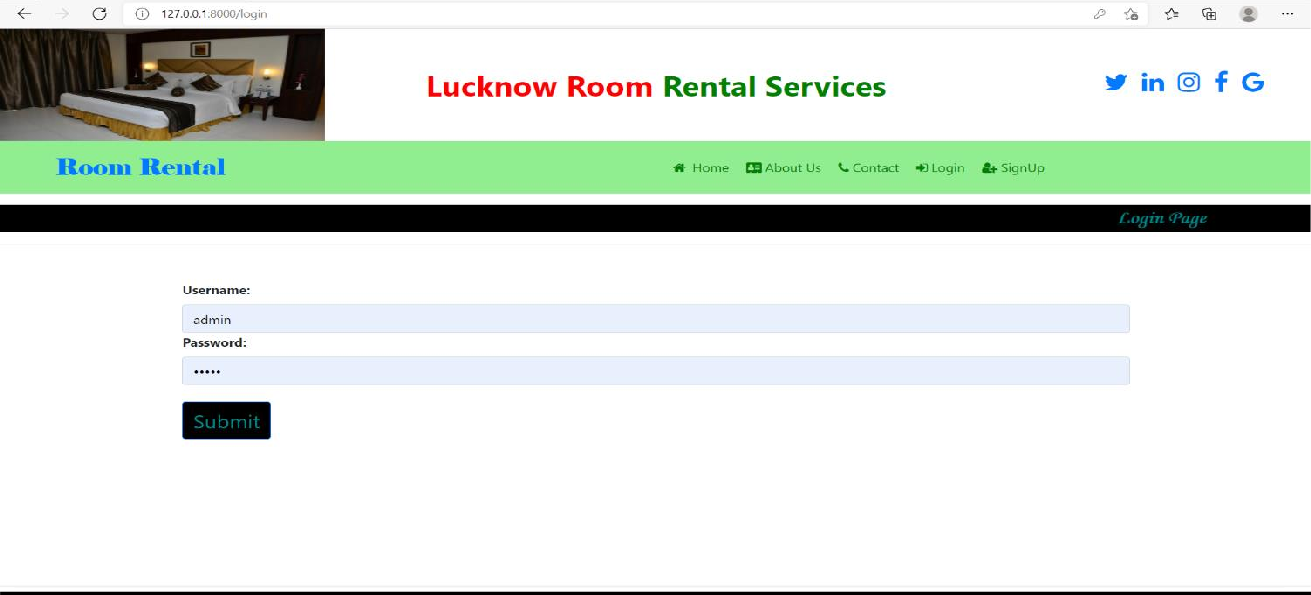 127.0.0.1:8000/login
Lucknow Room Rental Services
Room Rental
Home About Us Contact Login SignUp
Login Page
Username:
admin
Password:
•••••
Submit